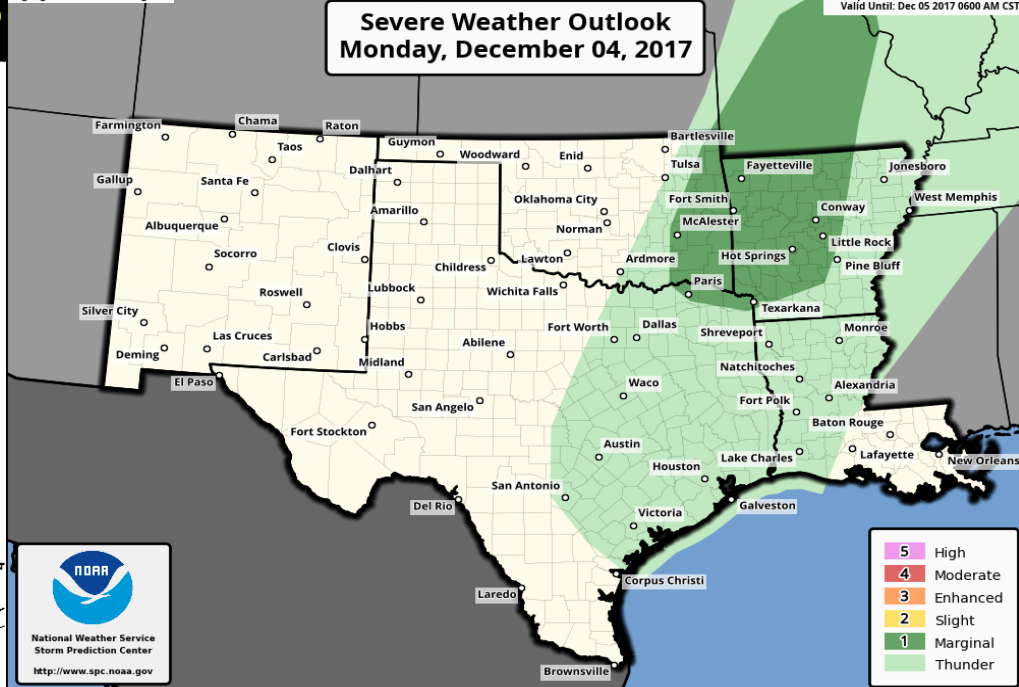 Valid Until: Dec 05 2017 0600 AM CST
Severe Weather Outlook
Monday, December 04, 2017
Farmington
Chama
Raton
Taos
Guymon
Bartlesville
Woodward
Enid
Dalhart
Tulsa
Fayetteville
Jonesboro
Gallup
Santa Fe
Oklahoma City
Fort Smith
West Memphis
Albuquerque
Amarillo
Norman
McAlester
Conway
Socorro
Clovis
Childress
Lawton
Ardmore
Hot Springs
Little Rock
Pine Bluff
Roswell
Lubbock
Wichita Falls
Paris
Texarkana
Silver City
Las Cruces
Hobbs
Fort Worth
Dallas
Shreveport
Monroe
Deming
Carlsbad
Midland
Abilene
Natchitoches
El Paso
San Angelo
Waco
Fort Polk
Alexandria
Fort Stockton
Baton Rouge
Austin
Houston
Lake Charles
Lafayette
New Orleans
San Antonio
Del Rio
Victoria
Galveston
Corpus Christi
Laredo
Brownsville
NOAA
National Weather Service
Storm Prediction Center
http://www.spc.noaa.gov
5 High
4 Moderate
3 Enhanced
2 Slight
1 Marginal
Thunder